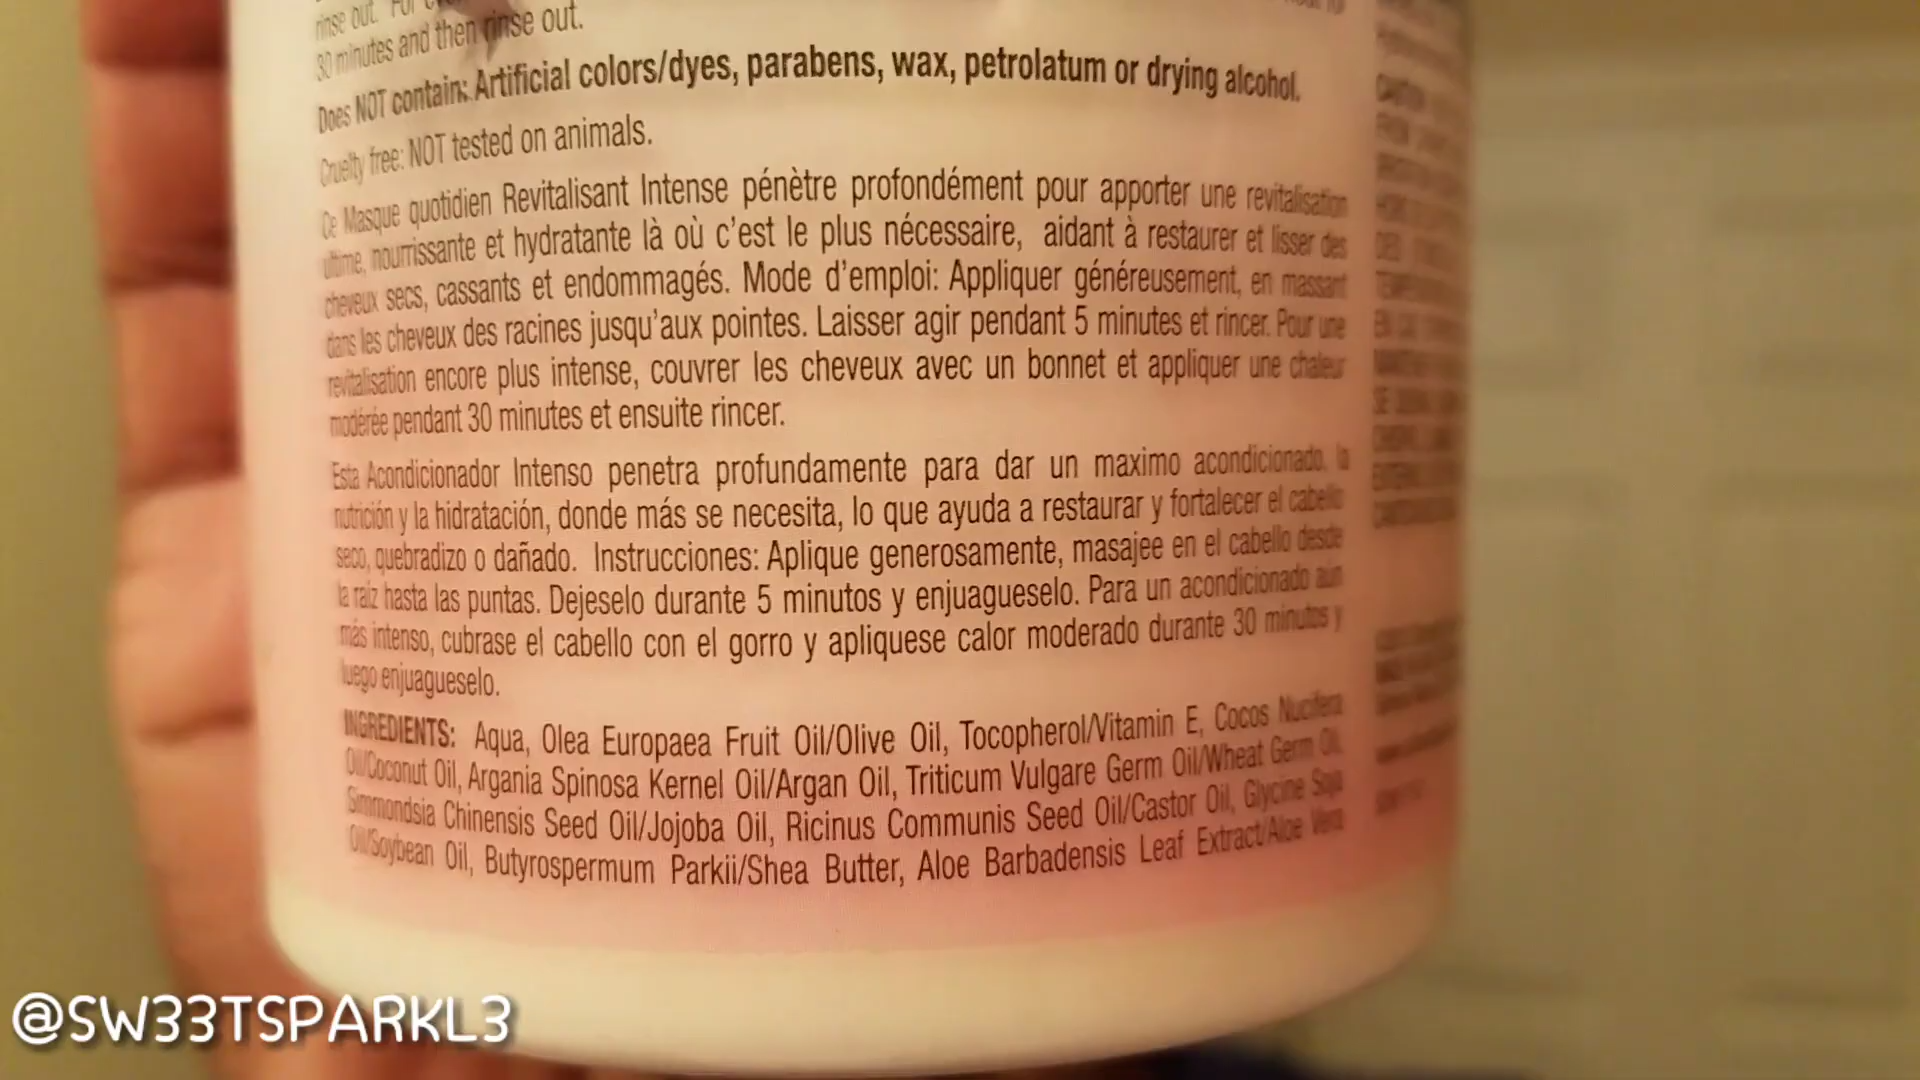 rinse out. For
30 minutes and then rinse out.
Does NOT contain: Artificial colors/dyes, parabens, wax, petrolatum or drying alcohol.
Cruelty free: NOT tested on animals.
Ce Masque quotidien Revitalisant Intense pénètre profondément pour apporter une revitalisation
ultime, nourrissante et hydratante là où c'est le plus nécessaire, aidant à restaurer et lisser des
cheveux secs, cassants et endommagés. Mode d'emploi: Appliquer généreusement, en massant
dans les cheveux des racines jusqu'aux pointes. Laisser agir pendant 5 minutes et rincer. Pour une
revitalisation encore plus intense, couvrer les cheveux avec un bonnet et appliquer une chaleur
modérée pendant 30 minutes et ensuite rincer.
Esta Acondicionador Intenso penetra profundamente para dar un maximo acondicionado, la
nutrición y la hidratación, donde más se necesita, lo que ayuda a restaurar y fortalecer el cabello
seco, quebradizo o dañado. Instrucciones: Aplique generosamente, masajee en el cabello desde
la raiz hasta las puntas. Dejeselo durante 5 minutos y enjuagueselo. Para un acondicionado aun
más intenso, cubrase el cabello con el gorro y apliquese calor moderado durante 30 minutos y
luego enjuagueselo.
INGREDIENTS: Aqua, Olea Europaea Fruit Oil/Olive Oil, Tocopherol/Vitamin E, Cocos Nucifera
Oil/Coconut Oil, Argania Spinosa Kernel Oil/Argan Oil, Triticum Vulgare Germ Oil/Wheat Germ Oil,
Simmondsia Chinensis Seed Oil/Jojoba Oil, Ricinus Communis Seed Oil/Castor Oil, Glycine Soja
Oil/Soybean Oil, Butyrospermum Parkii/Shea Butter, Aloe Barbadensis Leaf Extract/Aloe Vera
@SW33TSPARKL3